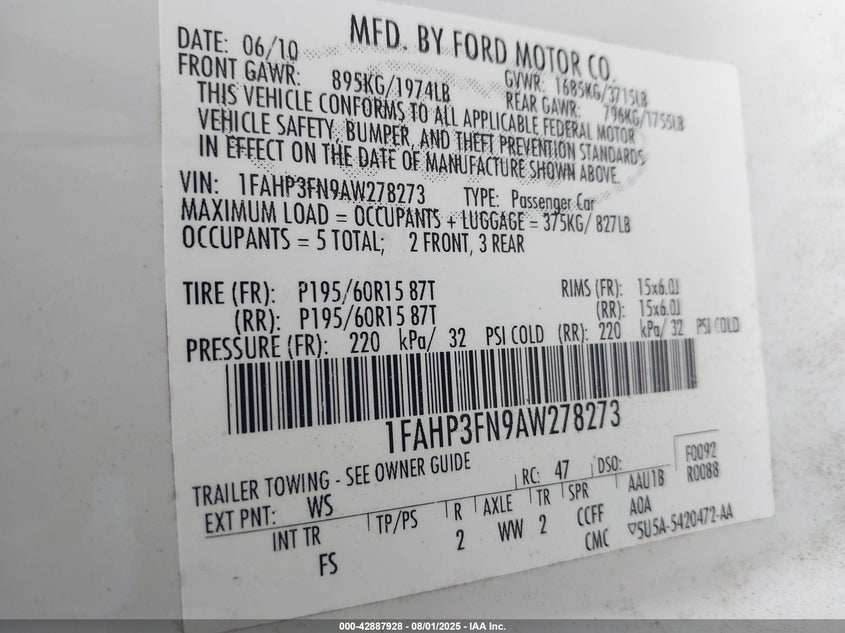 MFD. BY FORD MOTOR CO.
DATE: 06/10
GVWR: 1685KG/3715LB
FRONT GAWR: 895KG/1974LB
REAR GAWR: 796KG/1755LB
THIS VEHICLE CONFORMS TO ALL APPLICABLE FEDERAL MOTOR
VEHICLE SAFETY, BUMPER, AND THEFT PREVENTION STANDARDS
IN EFFECT ON THE DATE OF MANUFACTURE SHOWN ABOVE.
VIN: 1FAHP3FN9AW278273 TYPE: Passenger Car
MAXIMUM LOAD = OCCUPANTS + LUGGAGE = 375KG/ 827LB
OCCUPANTS = 5 TOTAL; 2 FRONT, 3 REAR
TIRE (FR): P195/60R15 87T RIMS (FR): 15x6.0J
(RR): P195/60R15 87T (RR): 15x6.0J
PRESSURE (FR): 220 kPa/ 32 PSI COLD (RR): 220 kPa/ 32 PSI COLD
1FAHP3FN9AW278273
TRAILER TOWING - SEE OWNER GUIDE
F0092
EXT PNT: WS RC: 47 DSO: R0088
INT TR TP/PS R AXLE TR SPR AAU1B
FS 2 WW 2 CCFF AOA
CMC ▽5U5A-5420472-AA
000-42887928 - 08/01/2025 - IAA Inc.